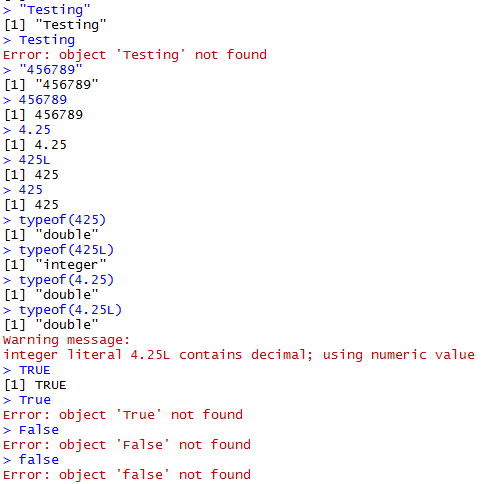 > "Testing"
[1] "Testing"
> Testing
Error: object 'Testing' not found
> "456789"
[1] "456789"
> 456789
[1] 456789
> 4.25
[1] 4.25
> 425L
[1] 425
> 425
[1] 425
> typeof(425)
[1] "double"
> typeof(425L)
[1] "integer"
> typeof(4.25)
[1] "double"
> typeof(4.25L)
[1] "double"
Warning message:
integer literal 4.25L contains decimal; using numeric value
> TRUE
[1] TRUE
> True
Error: object 'True' not found
> False
Error: object 'False' not found
> false
Error: object 'false' not found